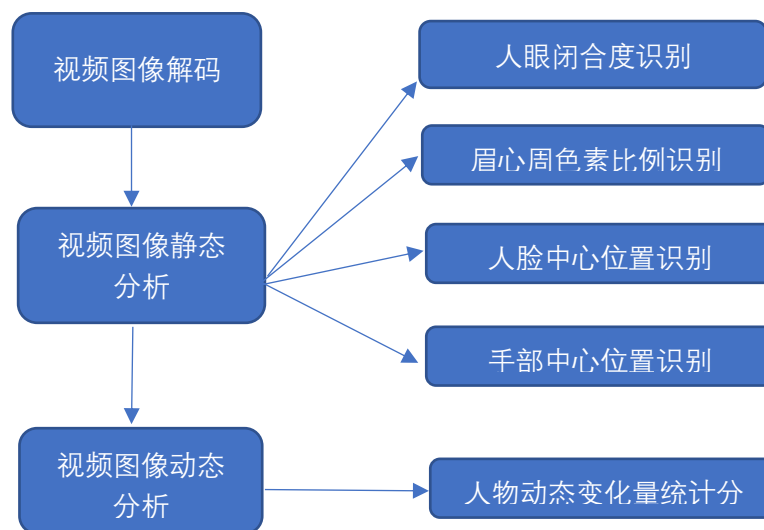 视频图像解码
人眼闭合度识别
眉心周色素比例识别
视频图像静态
分析
人脸中心位置识别
手部中心位置识别
视频图像动态
分析
人物动态变化量统计分